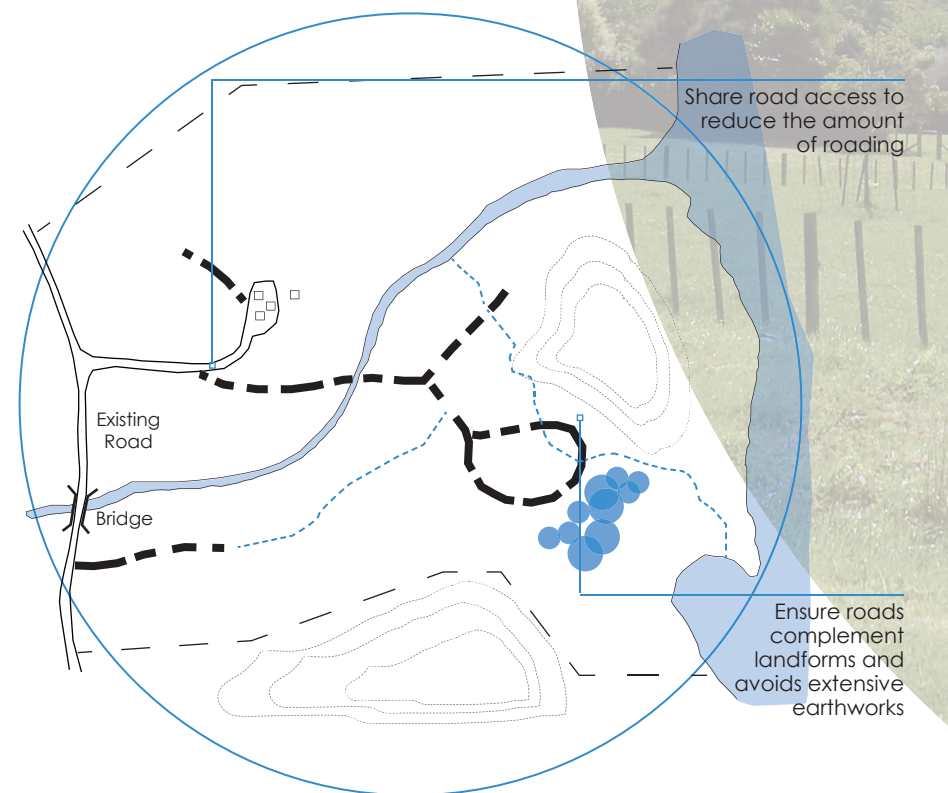 Share road access to
reduce the amount
of roading
Existing
Road
Bridge
Ensure roads
complement
landforms and
avoids extensive
earthworks